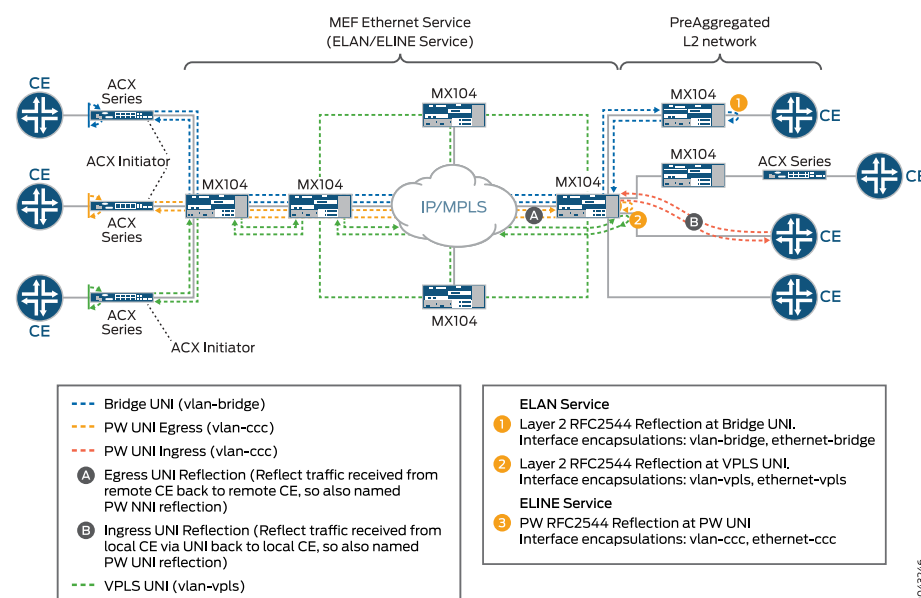 MEF Ethernet Service
(ELAN/ELINE Service)
PreAggregated
L2 network
CE
ACX
Series
MX104
1
CE
ACX Initiator
MX104
ACX Series
CE
CE
ACX
Series
MX104
MX104
IP/MPLS
A
MX104
2
B
CE
CE
ACX
Series
ACX Initiator
MX104
CE
Bridge UNI (vlan-bridge)
PW UNI Egress (vlan-ccc)
PW UNI Ingress (vlan-ccc)
A Egress UNI Reflection (Reflect traffic received from
remote CE back to remote CE, so also named
PW NNI reflection)
B Ingress UNI Reflection (Reflect traffic received from
local CE via UNI back to local CE, so also named
PW UNI reflection)
VPLS UNI (vlan-vpls)
ELAN Service
1 Layer 2 RFC2544 Reflection at Bridge UNI.
Interface encapsulations: vlan-bridge, ethernet-bridge
2 Layer 2 RFC2544 Reflection at VPLS UNI.
Interface encapsulations: vlan-vpls, ethernet-vpls
ELINE Service
3 PW RFC2544 Reflection at PW UNI
Interface encapsulations: vlan-ccc, ethernet-ccc